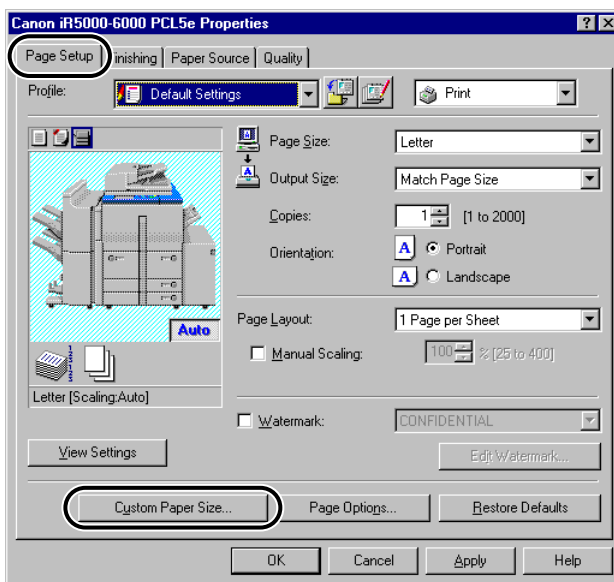 Canon iR5000-6000 PCL5e Properties
Page Setup Finishing Paper Source Quality
Profile: Default Settings Print
Page Size: Letter
Output Size: Match Page Size
Copies: 1 [1 to 2000]
Orientation: A Portrait
A Landscape
Auto
Page Layout: 1 Page per Sheet
Manual Scaling: 100 % [25 to 400]
Letter [Scaling:Auto]
Watermark: CONFIDENTIAL
View Settings Edit Watermark...
Custom Paper Size... Page Options... Restore Defaults
OK Cancel Apply Help